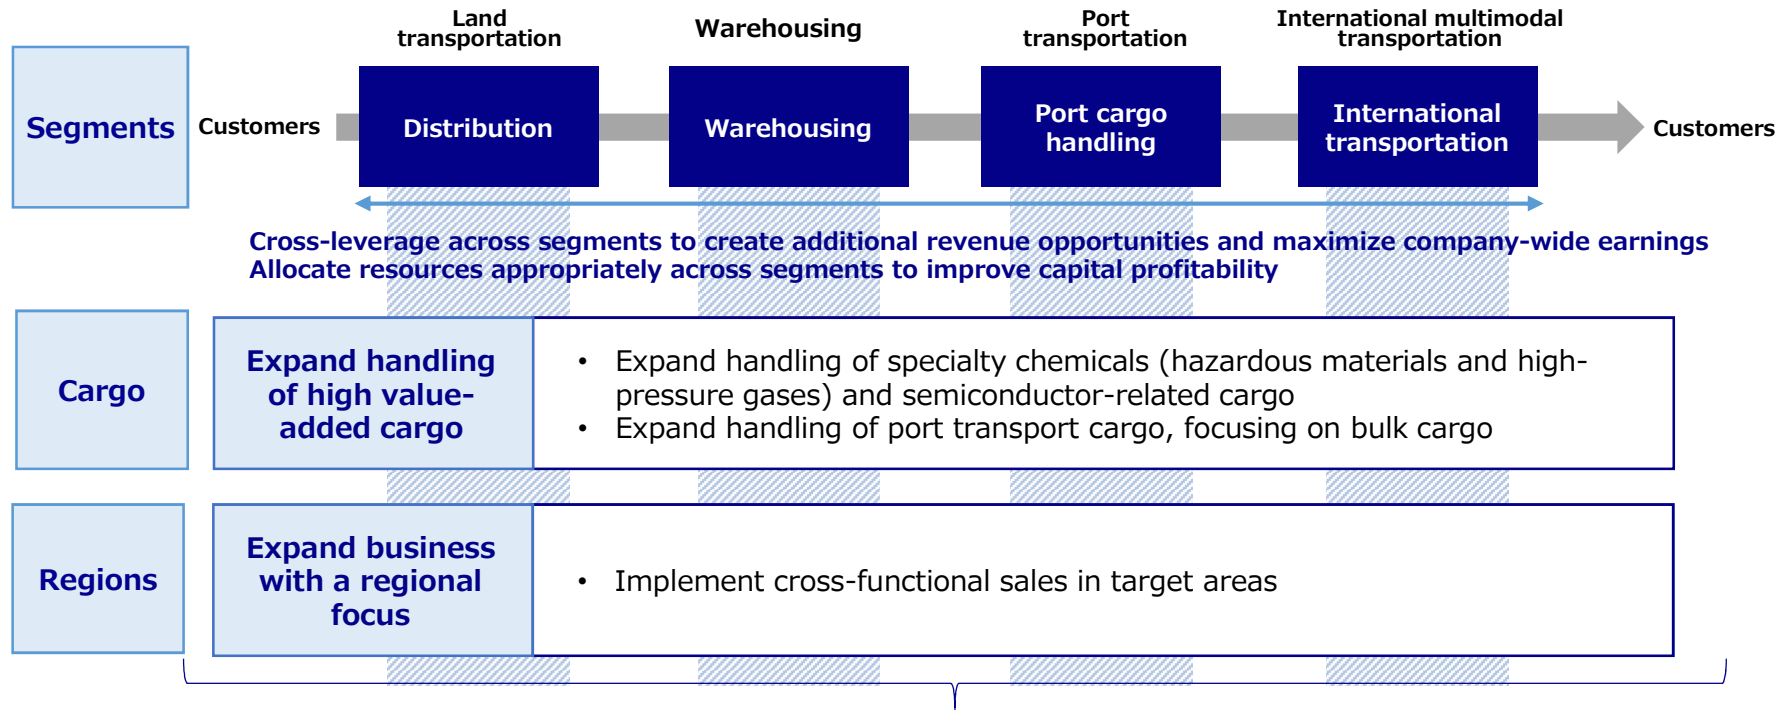 Land
transportation
Warehousing
Port
transportation
International multimodal
transportation
Segments
Customers
Distribution
Warehousing
Port cargo
handling
International
transportation
Customers
Cross-leverage across segments to create additional revenue opportunities and maximize company-wide earnings
Allocate resources appropriately across segments to improve capital profitability
Cargo
Expand handling
of high value-
added cargo
• Expand handling of specialty chemicals (hazardous materials and high-
pressure gases) and semiconductor-related cargo
• Expand handling of port transport cargo, focusing on bulk cargo
Regions
Expand business
with a regional
focus
• Implement cross-functional sales in target areas